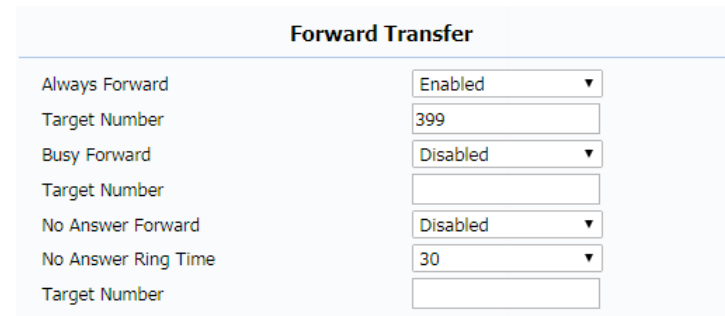 Forward Transfer
Always Forward Enabled
Target Number 399
Busy Forward Disabled
Target Number
No Answer Forward Disabled
No Answer Ring Time 30
Target Number